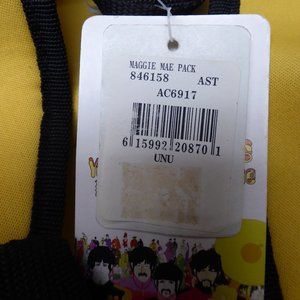 MAGGIE MAE PACK
846158 AST
AC6917
6 15992 20870 1
UNU